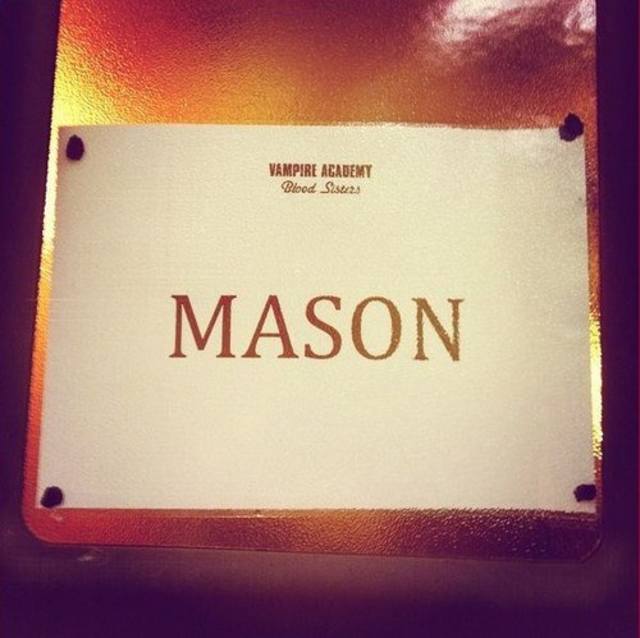 VAMPIRE ACADEMY
Blood Sisters
MASON